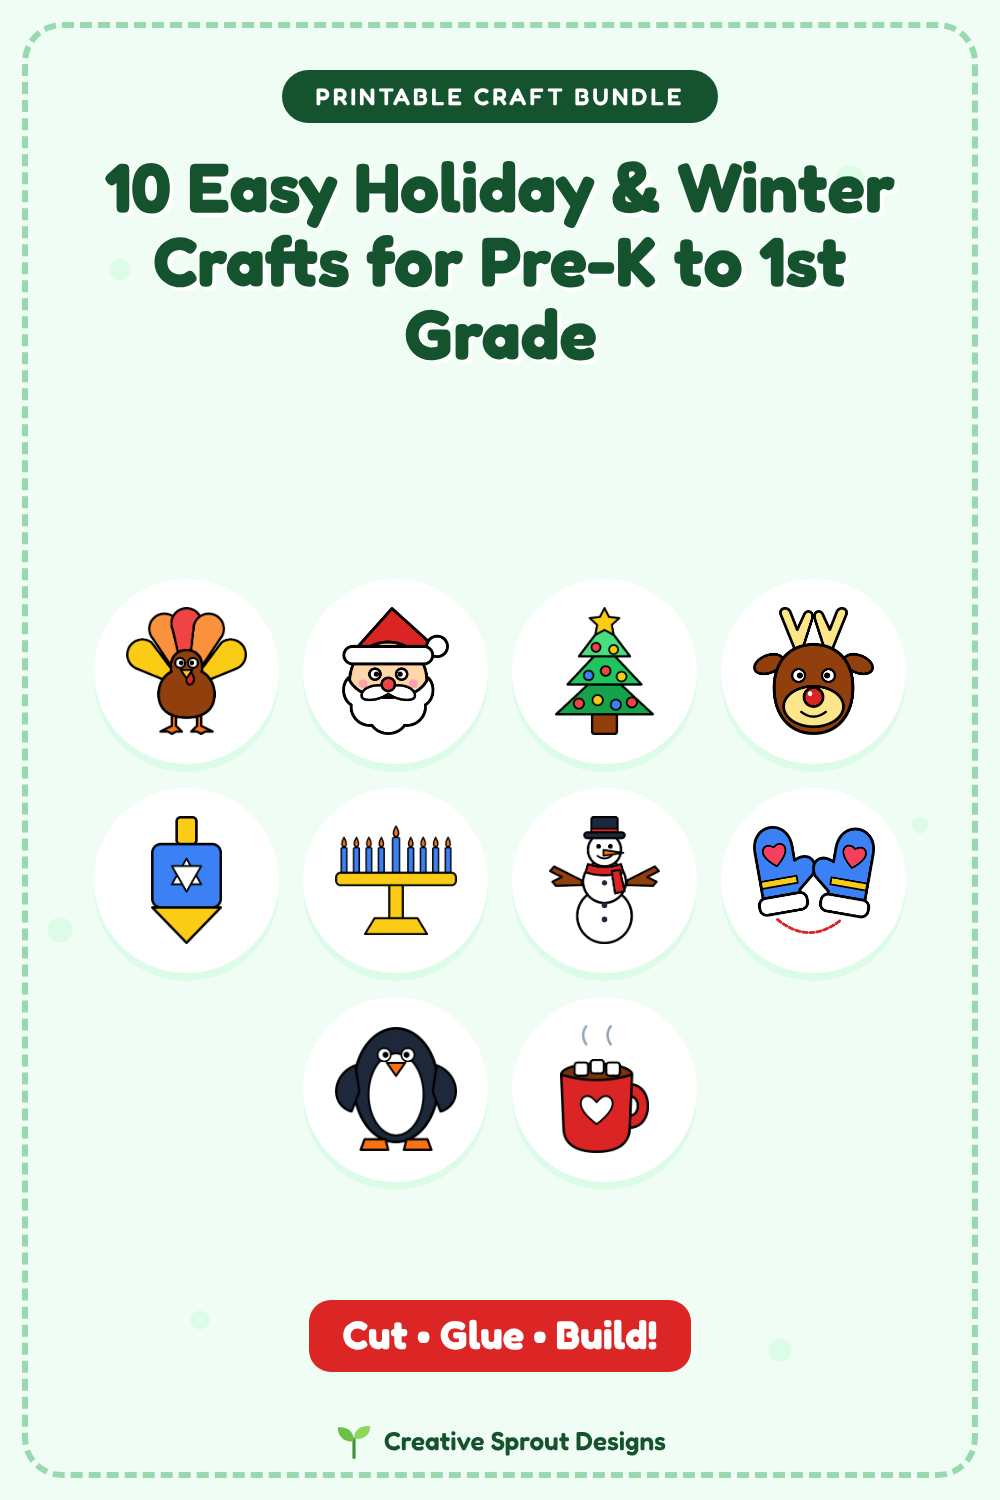 PRINTABLE CRAFT BUNDLE
10 Easy Holiday & Winter
Crafts for Pre-K to 1st
Grade
Cut • Glue • Build!
Creative Sprout Designs